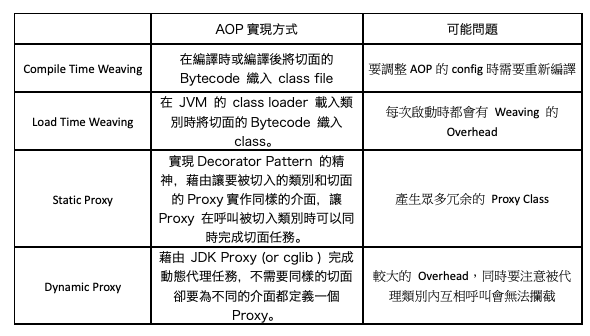 AOP 實現方式
可能問題
Compile Time Weaving
在編譯時或編譯後將切面的
Bytecode 織入 class file
要調整 AOP 的 config 時需要重新編譯
Load Time Weaving
在 JVM 的 class loader 載入類
別時將切面的 Bytecode 織入
class。
每次啟動時都會有 Weaving 的
Overhead
Static Proxy
實現 Decorator Pattern 的精
神，藉由讓要被切入的類別和切面
的 Proxy 實作同樣的介面，讓
Proxy 在呼叫被切入類別時可以同
時完成切面任務。
產生眾多冗余的 Proxy Class
Dynamic Proxy
藉由 JDK Proxy (or cglib ) 完成
動態代理任務，不需要同樣的切面
卻要為不同的介面都定義一個
Proxy。
較大的 Overhead，同時要注意被代
理類別內互相呼叫會無法攔截